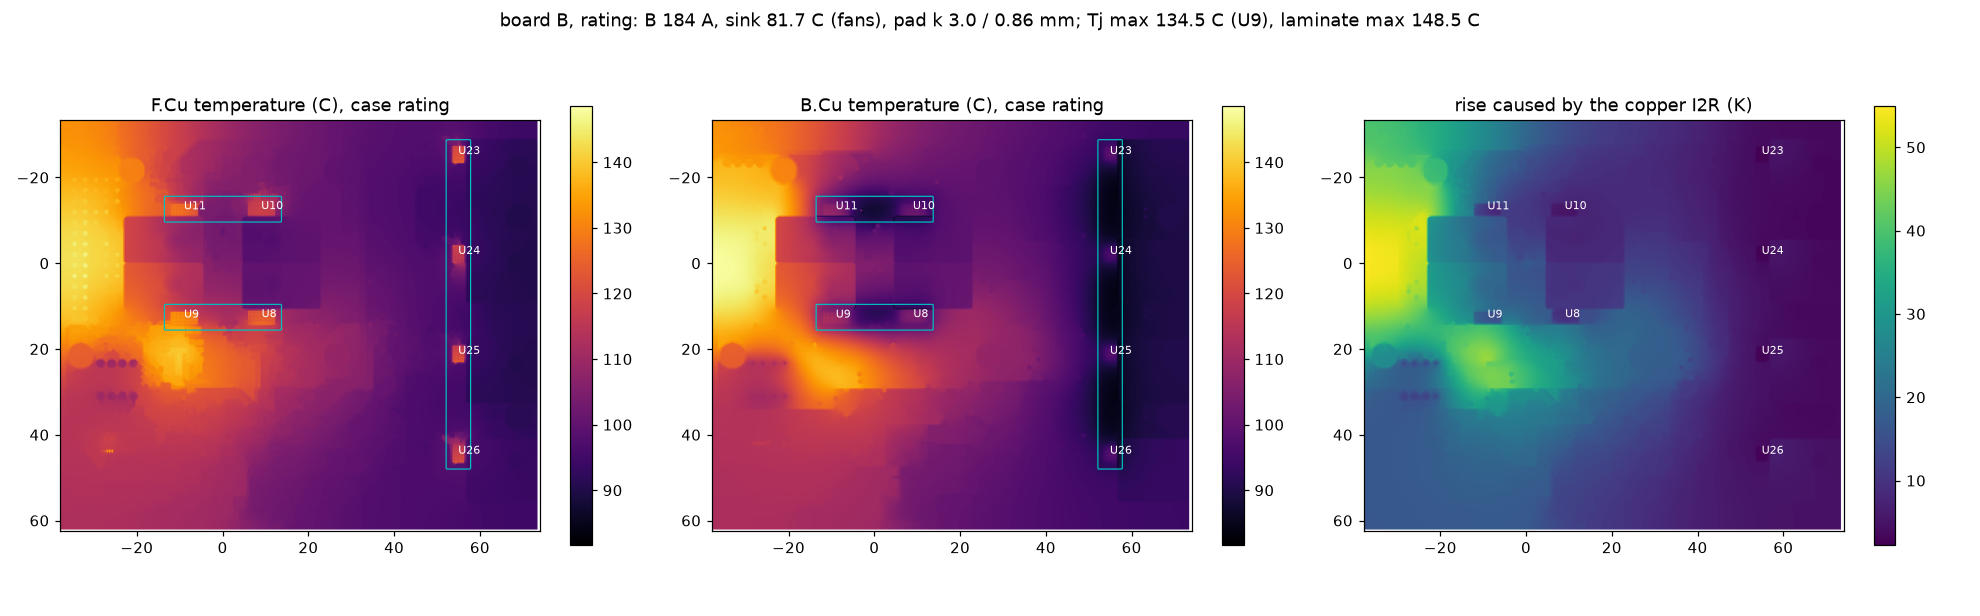 board B, rating: B 184 A, sink 81.7 C (fans), pad k 3.0 / 0.86 mm; Tj max 134.5 C (U9), laminate max 148.5 C
F.Cu temperature (C), case rating
−20
0
20
40
60
−20
0
20
40
60
U23
U11
U10
U24
U9
U8
U25
U26
140
130
120
110
100
90
B.Cu temperature (C), case rating
−20
0
20
40
60
−20
0
20
40
60
U23
U11
U10
U24
U9
U8
U25
U26
140
130
120
110
100
90
rise caused by the copper I2R (K)
−20
0
20
40
60
−20
0
20
40
60
U23
U11
U10
U24
U9
U8
U25
U26
50
40
30
20
10